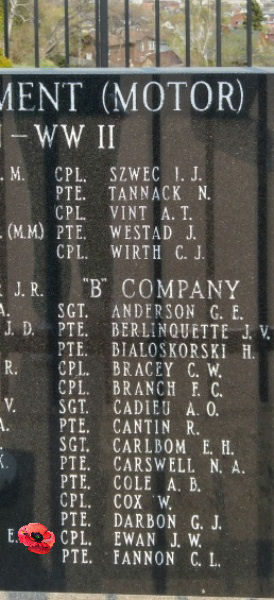 MENT (MOTOR)
– WW II
. M. CPL. SZWEC I. J.
PTE. TANNACK N.
CPL. VINT A. T.
(M.M.) PTE. WESTAD J.
CPL. WIRTH C. J.
J. R. "B" COMPANY
A. SGT. ANDERSON G. E.
J. D. PTE. BERLINQUETTE J. V.
PTE. BIALOSKORSKI H.
R. CPL. BRACEY C. W.
CPL. BRANCH F. C.
V. SGT. CADIEU A. O.
A. PTE. CANTIN R.
. SGT. CARLBOM E. H.
K. PTE. CARSWELL N. A.
PTE. COLE A. B.
CPL. COX W.
PTE. DARBON G. J.
E. CPL. EWAN J. W.
PTE. FANNON C. L.